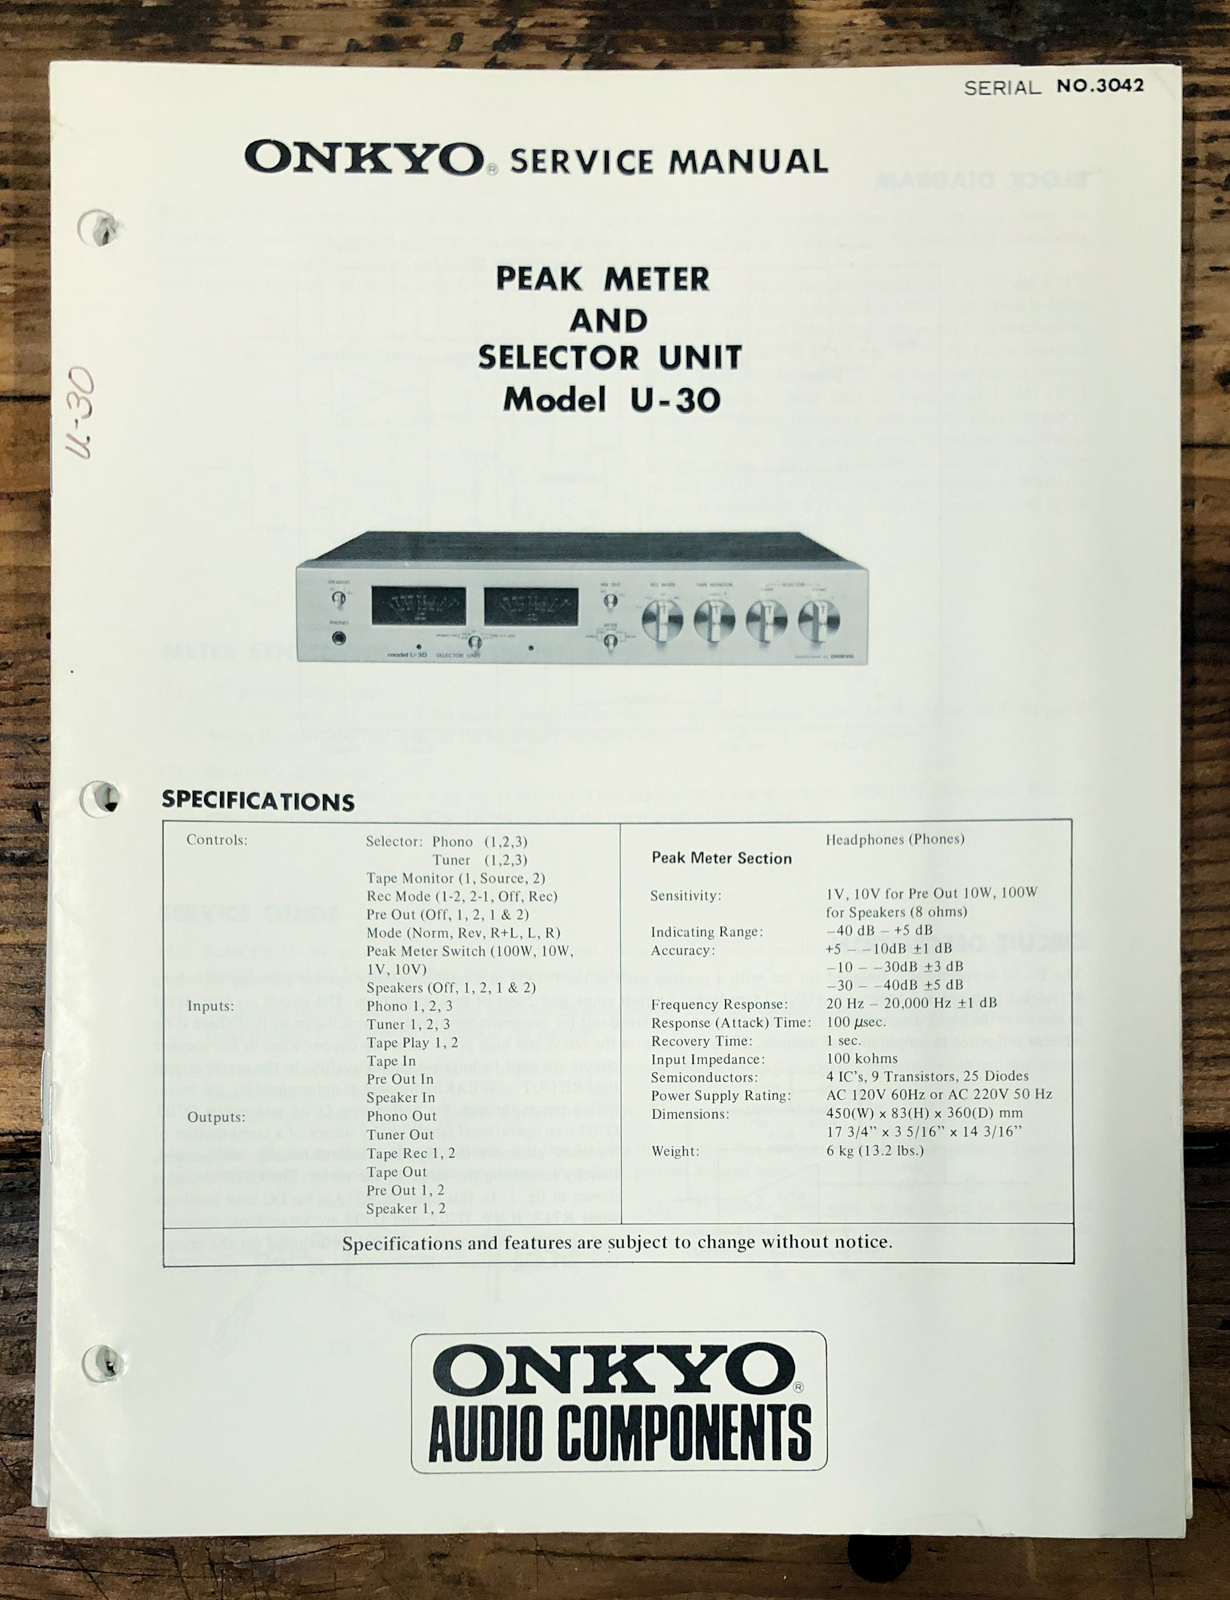 SERIAL NO.3042
ONKYO® SERVICE MANUAL
PEAK METER
AND
SELECTOR UNIT
Model U-30
U-30
SPEAKERS
PHONES
PRE OUT
MODE
REC MODE
TAPE MONITOR
SELECTOR
model U-30 SELECTOR UNIT
ONKYO
SPECIFICATIONS
Controls: Selector: Phono (1,2,3)
Tuner (1,2,3)
Tape Monitor (1, Source, 2)
Rec Mode (1-2, 2-1, Off, Rec)
Pre Out (Off, 1, 2, 1 & 2)
Mode (Norm, Rev, R+L, L, R)
Peak Meter Switch (100W, 10W,
1V, 10V)
Speakers (Off, 1, 2, 1 & 2)
Inputs: Phono 1, 2, 3
Tuner 1, 2, 3
Tape Play 1, 2
Tape In
Pre Out In
Speaker In
Outputs: Phono Out
Tuner Out
Tape Rec 1, 2
Tape Out
Pre Out 1, 2
Speaker 1, 2
Headphones (Phones)
Peak Meter Section
Sensitivity: 1V, 10V for Pre Out 10W, 100W
for Speakers (8 ohms)
Indicating Range: −40 dB − +5 dB
Accuracy: +5 − −10dB ±1 dB
−10 − −30dB ±3 dB
−30 − −40dB ±5 dB
Frequency Response: 20 Hz − 20,000 Hz ±1 dB
Response (Attack) Time: 100 μsec.
Recovery Time: 1 sec.
Input Impedance: 100 kohms
Semiconductors: 4 IC's, 9 Transistors, 25 Diodes
Power Supply Rating: AC 120V 60Hz or AC 220V 50 Hz
Dimensions: 450(W) x 83(H) x 360(D) mm
17 3/4" x 3 5/16" x 14 3/16"
Weight: 6 kg (13.2 lbs.)
Specifications and features are subject to change without notice.
ONKYO®
AUDIO COMPONENTS